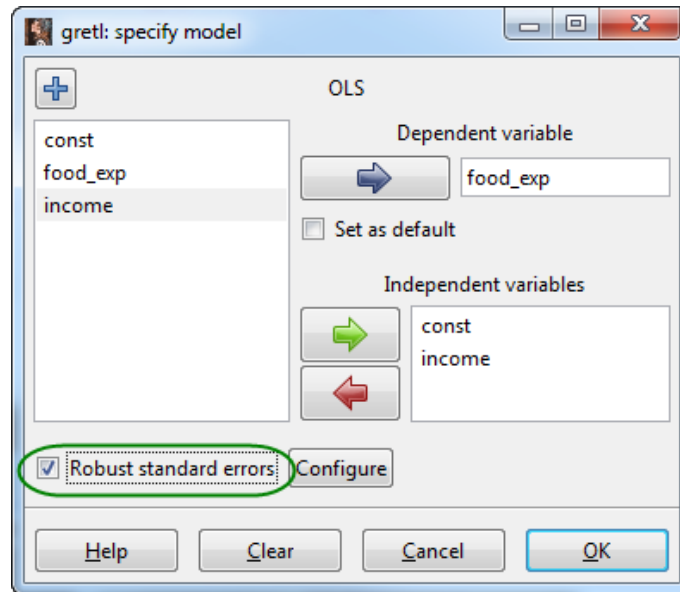 gretl: specify model
OLS
const
food_exp
income
Dependent variable
food_exp
Set as default
Independent variables
const
income
Robust standard errors
Configure
Help
Clear
Cancel
OK